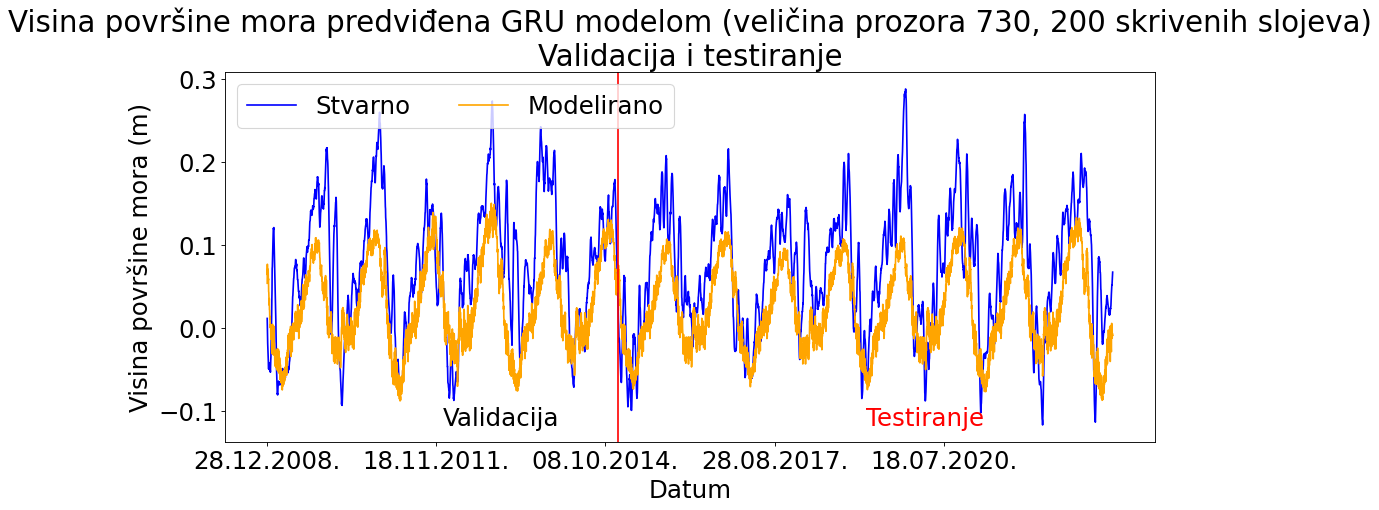 Visina površine mora predviđena GRU modelom (veličina prozora 730, 200 skrivenih slojeva)
Validacija i testiranje
Stvarno Modelirano
Visina površine mora (m)
0.3
0.2
0.1
0.0
−0.1
Validacija Testiranje
28.12.2008. 18.11.2011. 08.10.2014. 28.08.2017. 18.07.2020.
Datum